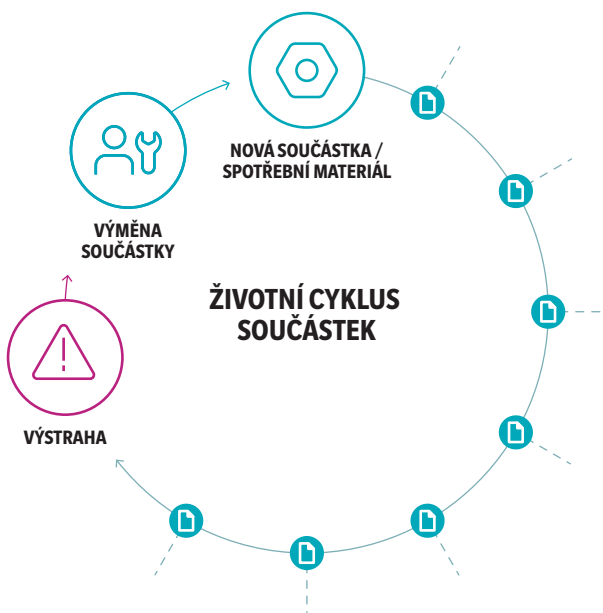 NOVÁ SOUČÁSTKA /
SPOTŘEBNÍ MATERIÁL
VÝMĚNA
SOUČÁSTKY
ŽIVOTNÍ CYKLUS
SOUČÁSTEK
VÝSTRAHA